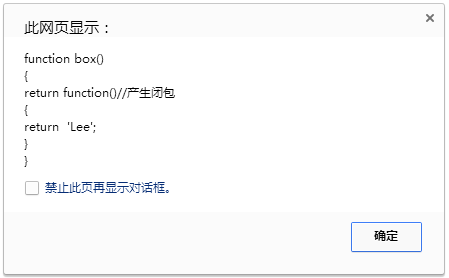 此网页显示：
function box()
{
return function()//产生闭包
{
return  'Lee';
}
}
禁止此页再显示对话框。
确定